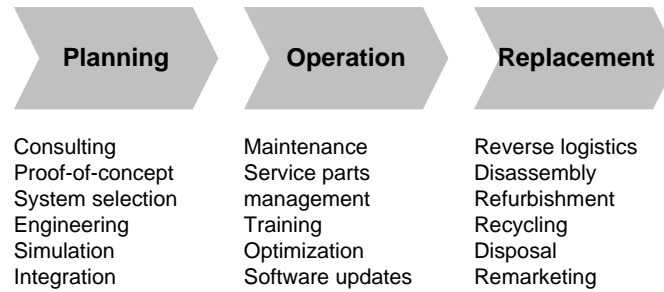 Planning
Operation
Replacement
Consulting
Proof-of-concept
System selection
Engineering
Simulation
Integration
Maintenance
Service parts
management
Training
Optimization
Software updates
Reverse logistics
Disassembly
Refurbishment
Recycling
Disposal
Remarketing